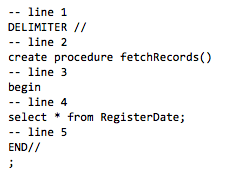 -- line 1
DELIMITER //
-- line 2
create procedure fetchRecords()
-- line 3
begin
-- line 4
select * from RegisterDate;
-- line 5
END//
;